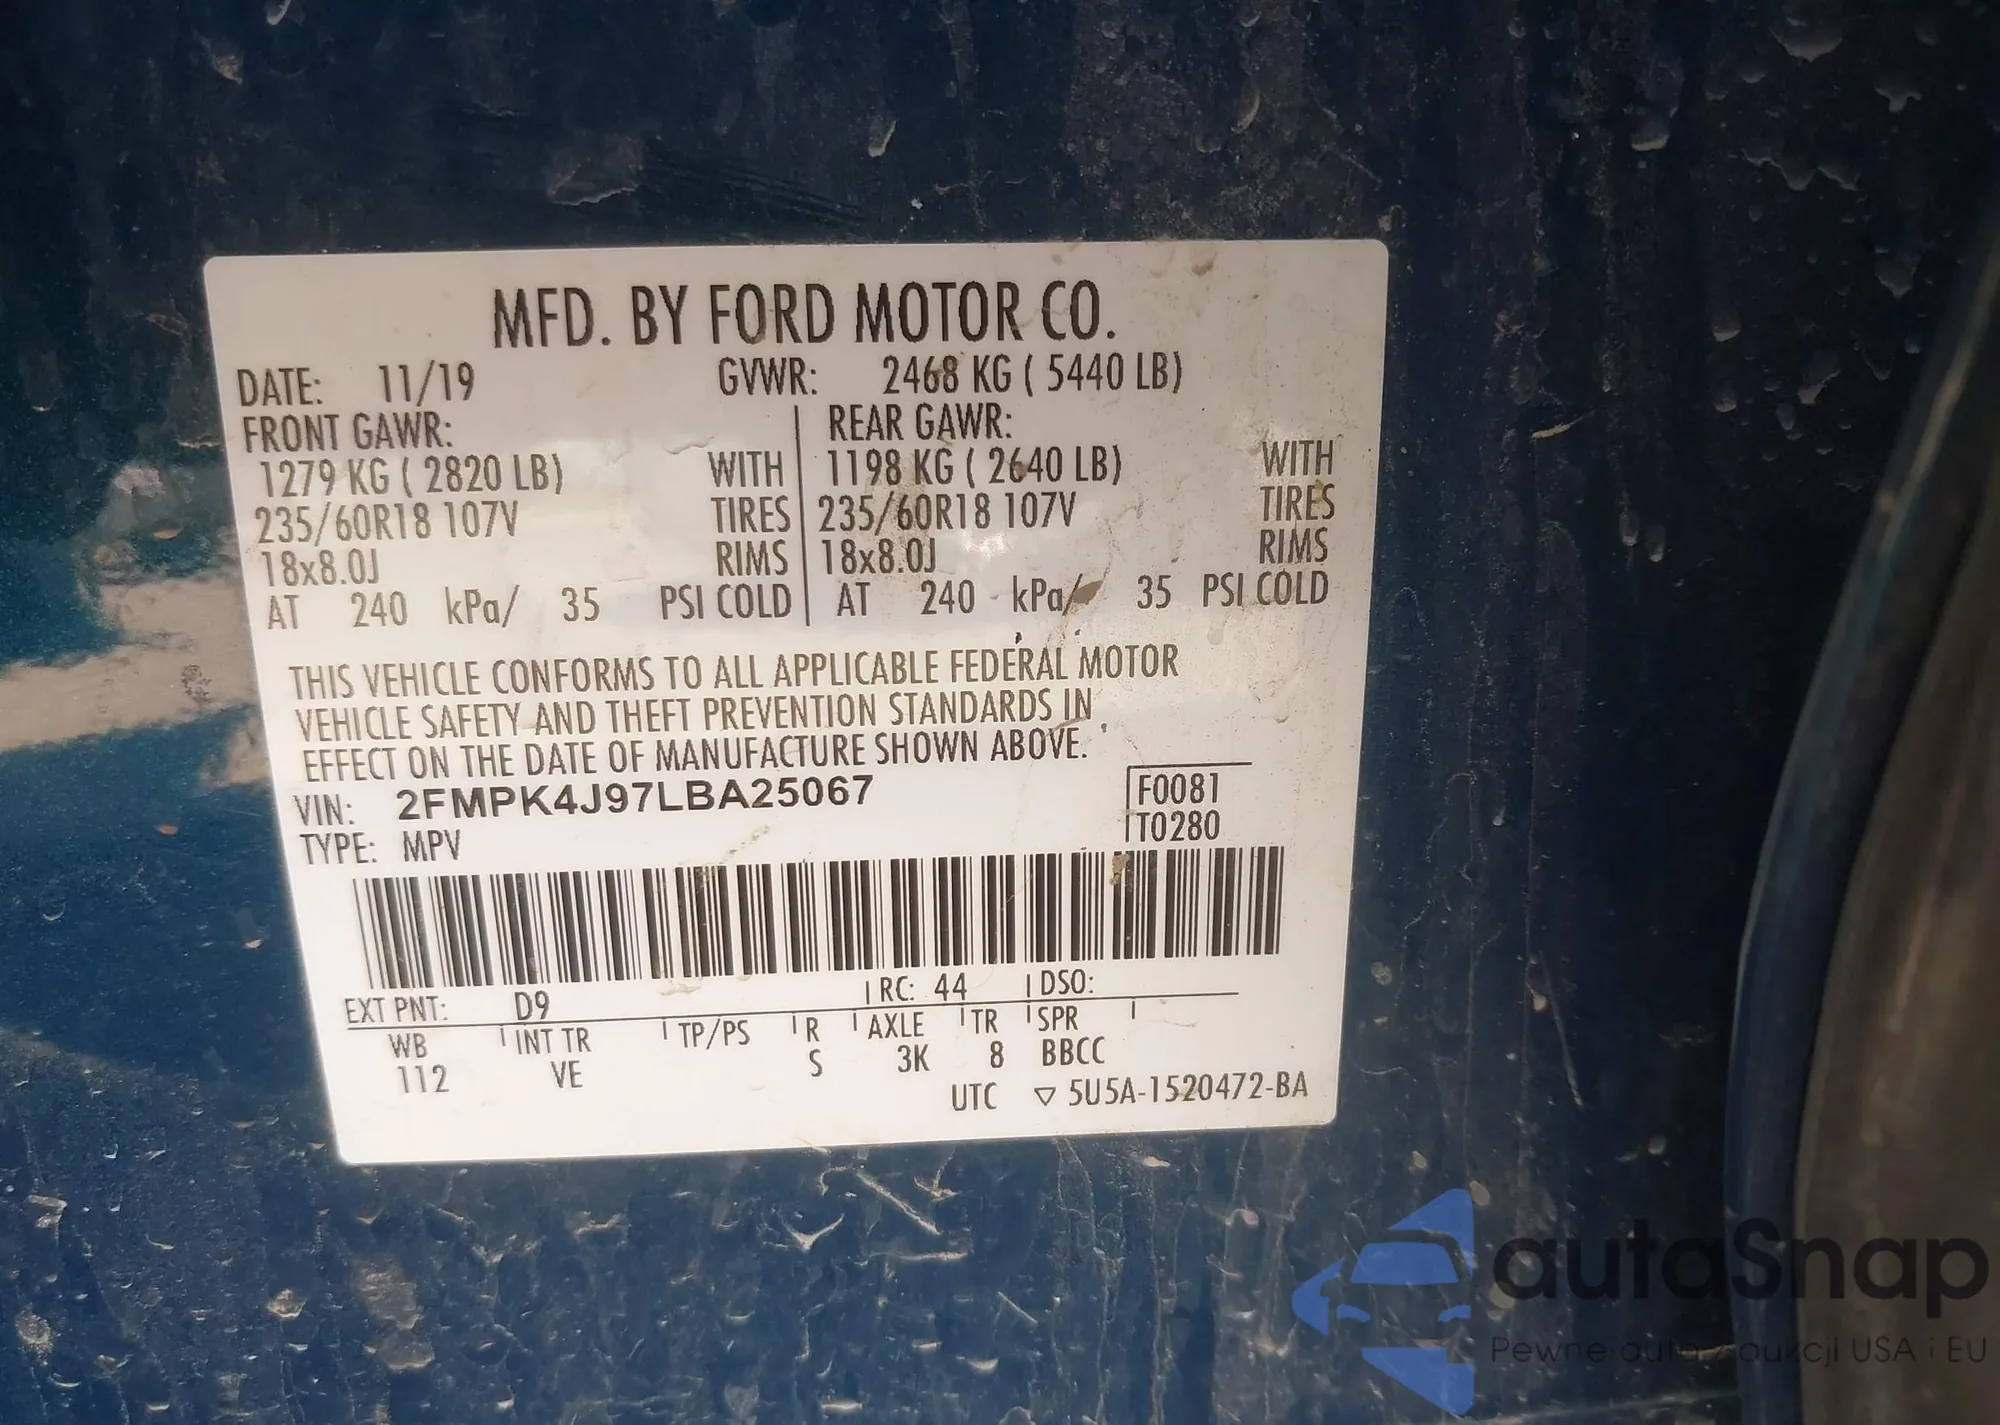 MFD. BY FORD MOTOR CO.
DATE: 11/19 GVWR: 2468 KG ( 5440 LB)
FRONT GAWR: REAR GAWR:
1279 KG ( 2820 LB) WITH 1198 KG ( 2640 LB) WITH
235/60R18 107V TIRES 235/60R18 107V TIRES
18x8.0J RIMS 18x8.0J RIMS
AT 240 kPa/ 35 PSI COLD AT 240 kPa/ 35 PSI COLD
THIS VEHICLE CONFORMS TO ALL APPLICABLE FEDERAL MOTOR
VEHICLE SAFETY AND THEFT PREVENTION STANDARDS IN
EFFECT ON THE DATE OF MANUFACTURE SHOWN ABOVE.
VIN: 2FMPK4J97LBA25067 F0081
TYPE: MPV T0280
EXT PNT: D9 RC: 44 DSO:
WB INT TR TP/PS R AXLE TR SPR
112 VE S 3K 8 BBCC
UTC ▽ 5U5A-1520472-BA
autaSnap
Pewne auta z aukcji USA i EU